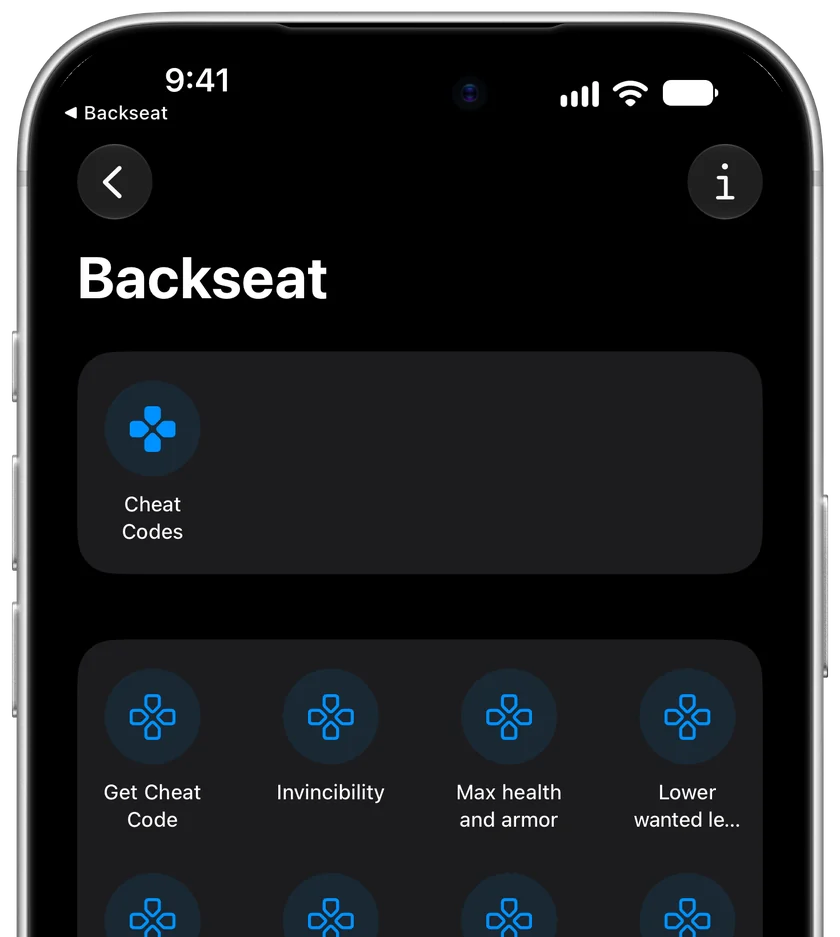 9:41
◀ Backseat
Backseat
Cheat
Codes
Get Cheat
Code
Invincibility
Max health
and armor
Lower
wanted le...